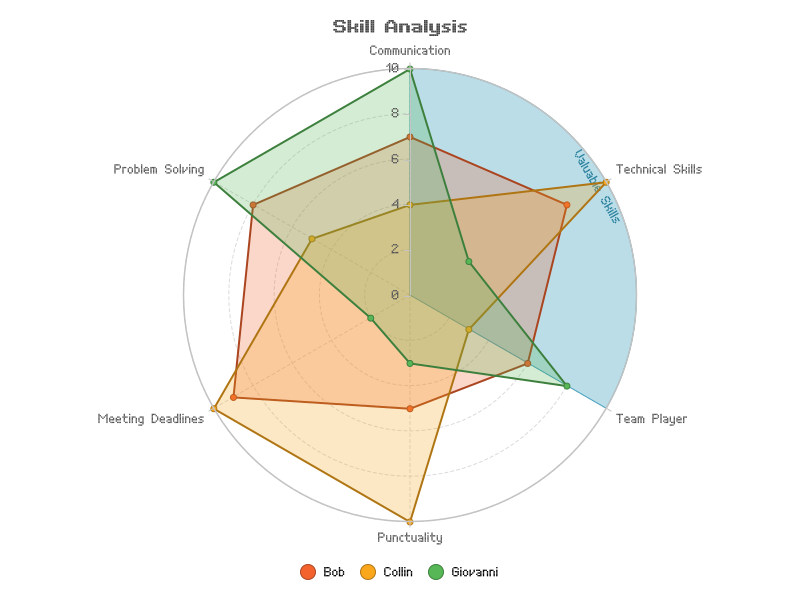 Skill Analysis
Communication
10
8
6
4
2
0
Problem Solving
Technical Skills
Valuable Skills
Meeting Deadlines
Team Player
Punctuality
Bob
Collin
Giovanni